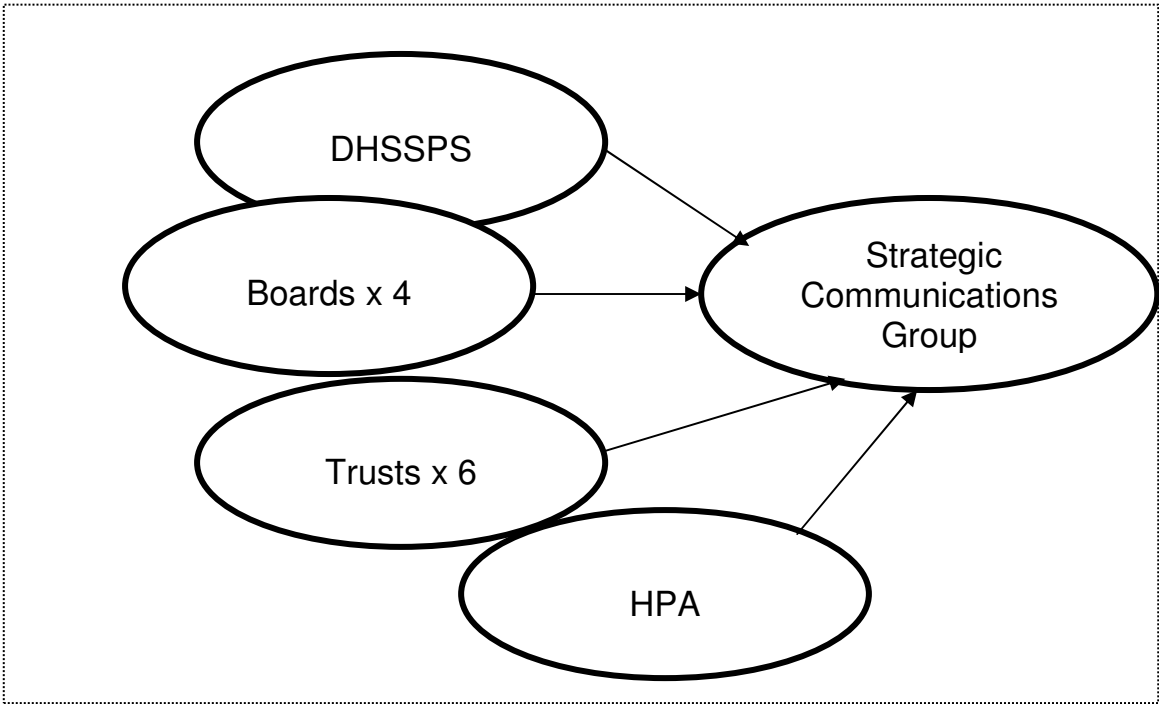 DHSSPS
Boards x 4
Strategic
Communications
Group
Trusts x 6
HPA